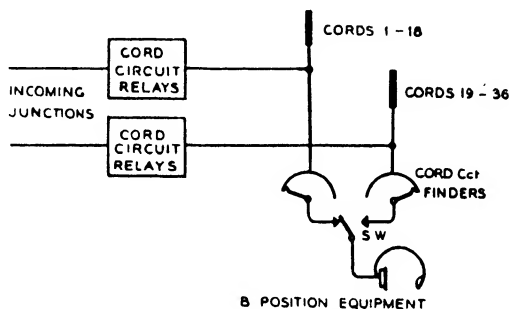 CORDS 1-18
CORD
CIRCUIT
RELAYS
INCOMING
JUNCTIONS
CORDS 19-36
CORD
CIRCUIT
RELAYS
CORD Cct
FINDERS
SW
B POSITION EQUIPMENT